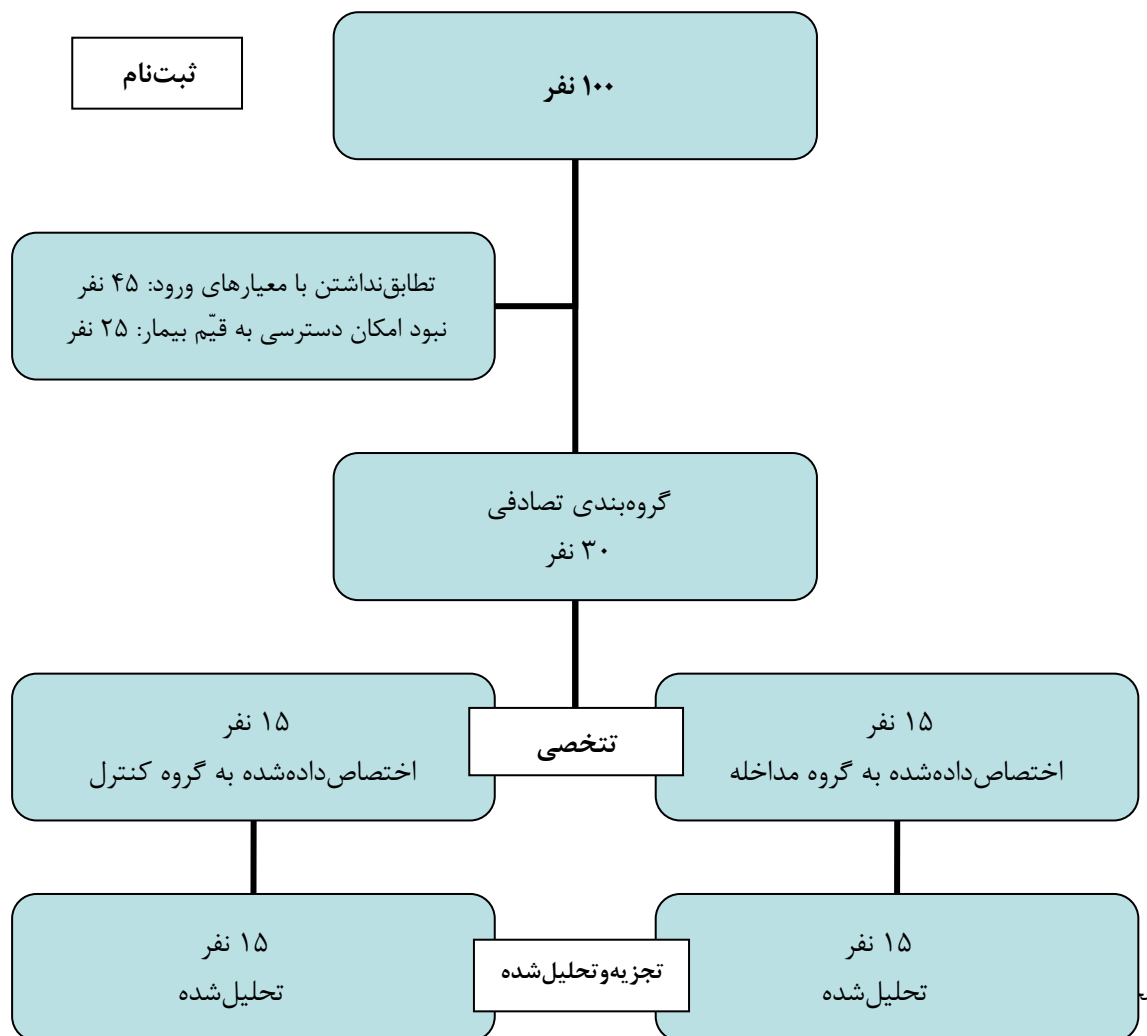 ثبت‌نام
۱۰۰ نفر
تطابق‌نداشتن با معیارهای ورود: ۴۵ نفر
نبود امکان دسترسی به قیّم بیمار: ۲۵ نفر
گروه‌بندی تصادفی
۳۰ نفر
۱۵ نفر
اختصاص‌داده‌شده به گروه مداخله
تتخصی
۱۵ نفر
اختصاص‌داده‌شده به گروه کنترل
۱۵ نفر
تحلیل‌شده
تجزیه‌وتحلیل‌شده
۱۵ نفر
تحلیل‌شده